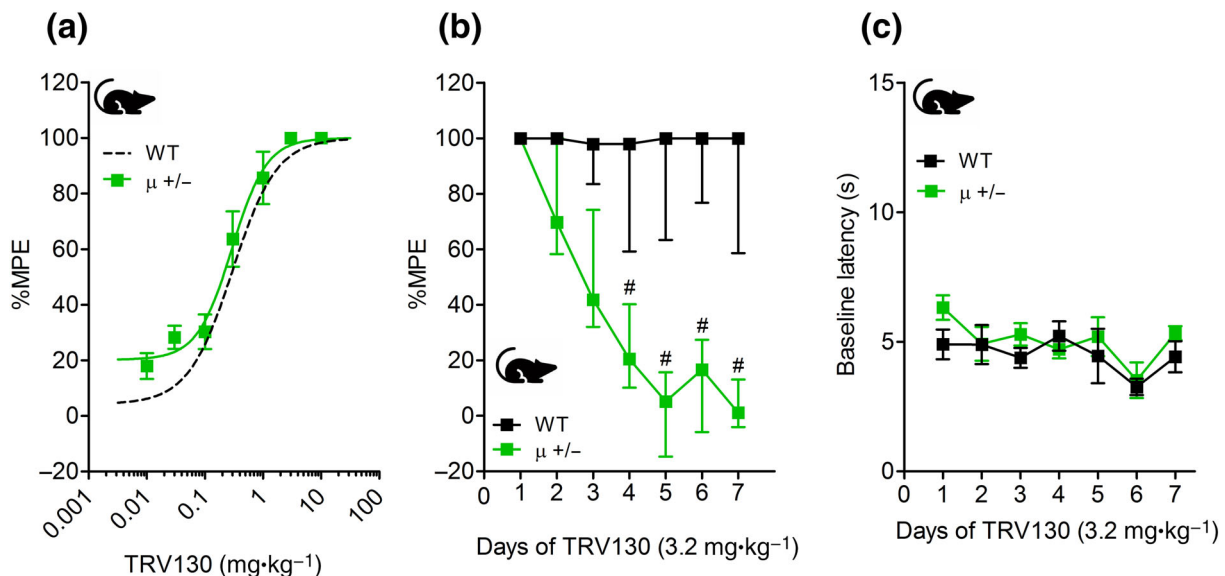 (a)
120
100
80
60
40
20
0
–20
%MPE
WT
μ +/–
0.001
0.01
0.1
1
10
100
TRV130 (mg•kg⁻¹)
(b)
120
100
80
60
40
20
0
–20
%MPE
#
#
#
#
WT
μ +/–
0 1 2 3 4 5 6 7
Days of TRV130 (3.2 mg•kg⁻¹)
(c)
15
10
5
0
Baseline latency (s)
WT
μ +/–
0 1 2 3 4 5 6 7
Days of TRV130 (3.2 mg•kg⁻¹)